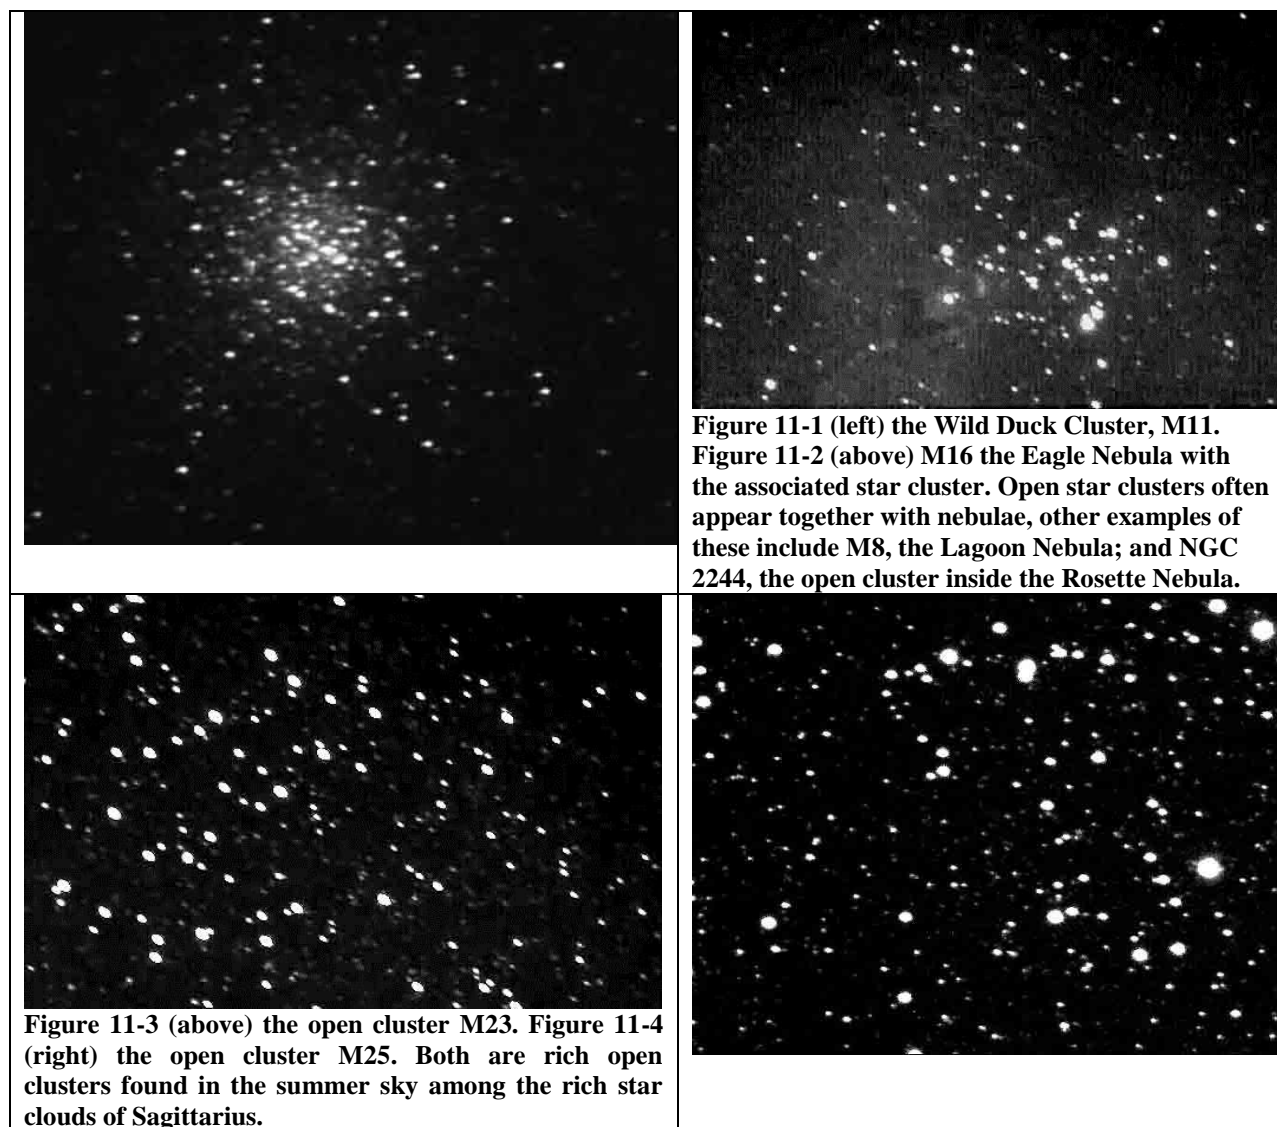 Figure 11-1 (left) the Wild Duck Cluster, M11.
Figure 11-2 (above) M16 the Eagle Nebula with
the associated star cluster. Open star clusters often
appear together with nebulae, other examples of
these include M8, the Lagoon Nebula; and NGC
2244, the open cluster inside the Rosette Nebula.
Figure 11-3 (above) the open cluster M23. Figure 11-4
(right) the open cluster M25. Both are rich open
clusters found in the summer sky among the rich star
clouds of Sagittarius.